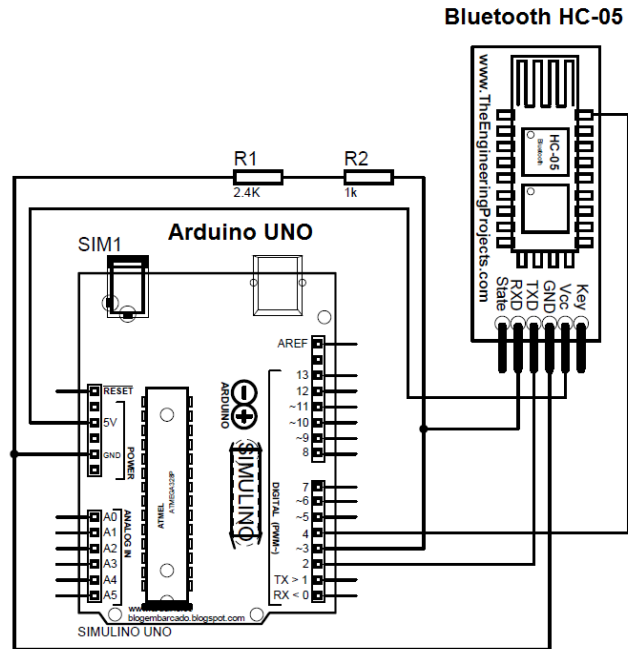 Bluetooth HC-05
www.TheEngineeringProjects.com
HC-05
Bluetooth
State
RXD
TXD
GND
Vcc
Key
R1
2.4K
R2
1k
Arduino UNO
SIM1
AREF
RESET
5V
GND
POWER
13
12
~11
~10
~9
8
7
~6
~5
4
~3
2
TX > 1
RX < 0
DIGITAL (PWM~)
ARDUINO
SIMULINO
ATMEL
ATMEGA328P
A0
A1
A2
A3
A4
A5
ANALOG IN
blogembarcado.blogspot.com
SIMULINO UNO